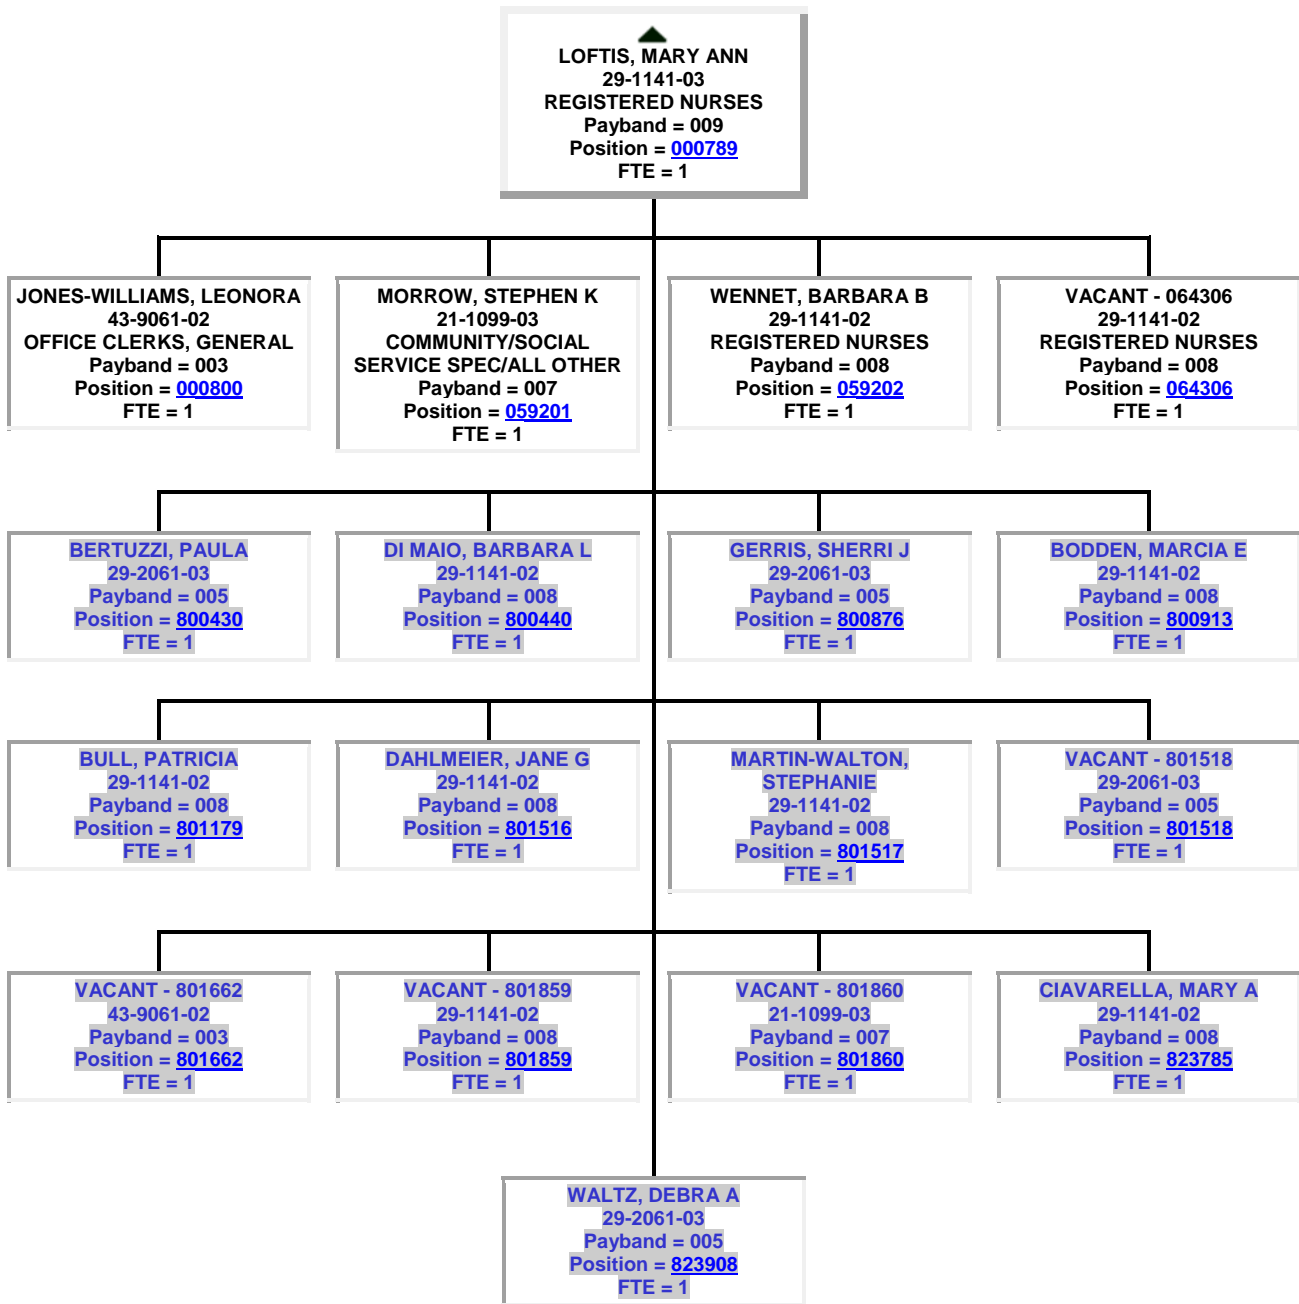 LOFTIS, MARY ANN
29-1141-03
REGISTERED NURSES
Payband = 009
Position = 000789
FTE = 1
JONES-WILLIAMS, LEONORA
43-9061-02
OFFICE CLERKS, GENERAL
Payband = 003
Position = 000800
FTE = 1
MORROW, STEPHEN K
21-1099-03
COMMUNITY/SOCIAL
SERVICE SPEC/ALL OTHER
Payband = 007
Position = 059201
FTE = 1
WENNET, BARBARA B
29-1141-02
REGISTERED NURSES
Payband = 008
Position = 059202
FTE = 1
VACANT - 064306
29-1141-02
REGISTERED NURSES
Payband = 008
Position = 064306
FTE = 1
BERTUZZI, PAULA
29-2061-03
Payband = 005
Position = 800430
FTE = 1
DI MAIO, BARBARA L
29-1141-02
Payband = 008
Position = 800440
FTE = 1
GERRIS, SHERRI J
29-2061-03
Payband = 005
Position = 800876
FTE = 1
BODDEN, MARCIA E
29-1141-02
Payband = 008
Position = 800913
FTE = 1
BULL, PATRICIA
29-1141-02
Payband = 008
Position = 801179
FTE = 1
DAHLMEIER, JANE G
29-1141-02
Payband = 008
Position = 801516
FTE = 1
MARTIN-WALTON,
STEPHANIE
29-1141-02
Payband = 008
Position = 801517
FTE = 1
VACANT - 801518
29-2061-03
Payband = 005
Position = 801518
FTE = 1
VACANT - 801662
43-9061-02
Payband = 003
Position = 801662
FTE = 1
VACANT - 801859
29-1141-02
Payband = 008
Position = 801859
FTE = 1
VACANT - 801860
21-1099-03
Payband = 007
Position = 801860
FTE = 1
CIAVARELLA, MARY A
29-1141-02
Payband = 008
Position = 823785
FTE = 1
WALTZ, DEBRA A
29-2061-03
Payband = 005
Position = 823908
FTE = 1